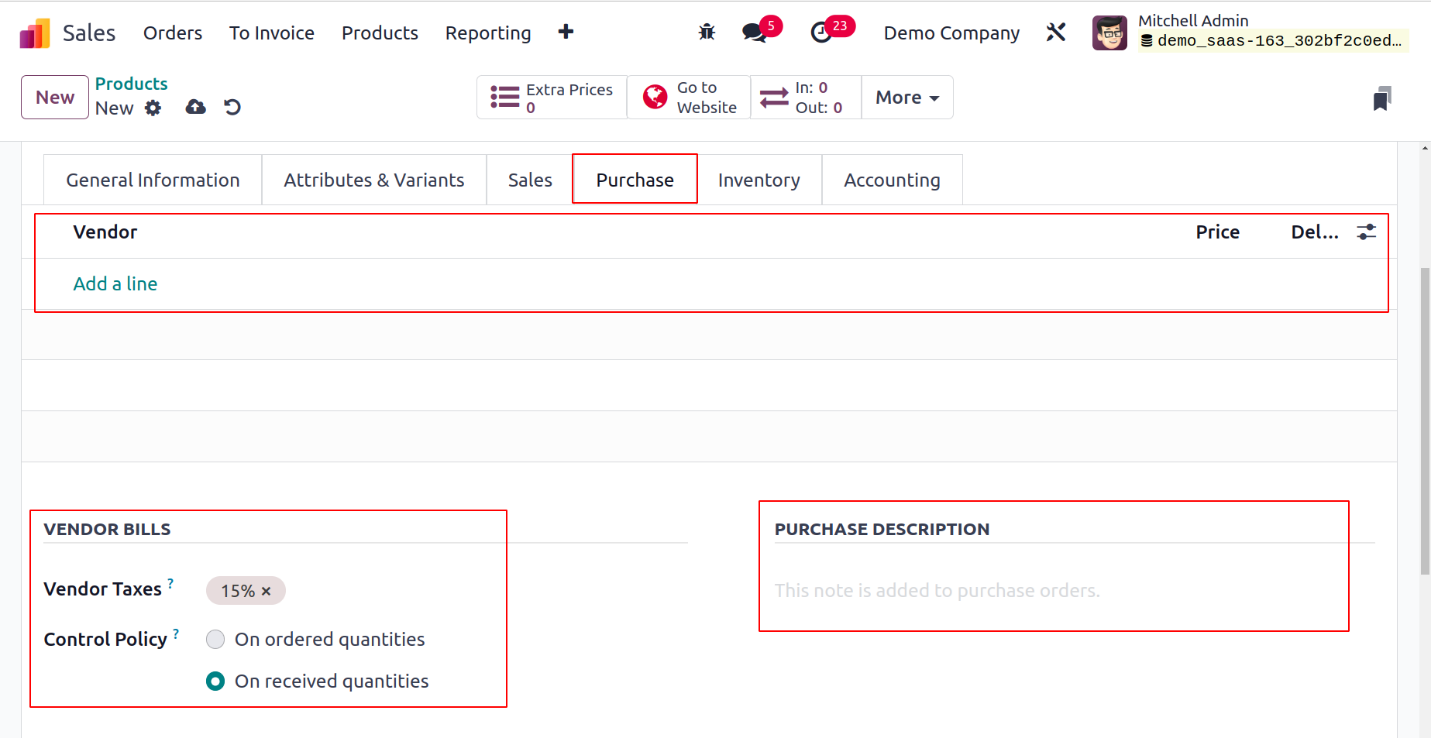 Sales Orders To Invoice Products Reporting + 5 23 Demo Company Mitchell Admin
demo_saas-163_302bf2c0ed…
New Products
New
Extra Prices
0
Go to
Website
In: 0
Out: 0
More
General Information Attributes & Variants Sales Purchase Inventory Accounting
Vendor Price Del...
Add a line
VENDOR BILLS
Vendor Taxes ? 15% ×
Control Policy ? On ordered quantities
On received quantities
PURCHASE DESCRIPTION
This note is added to purchase orders.